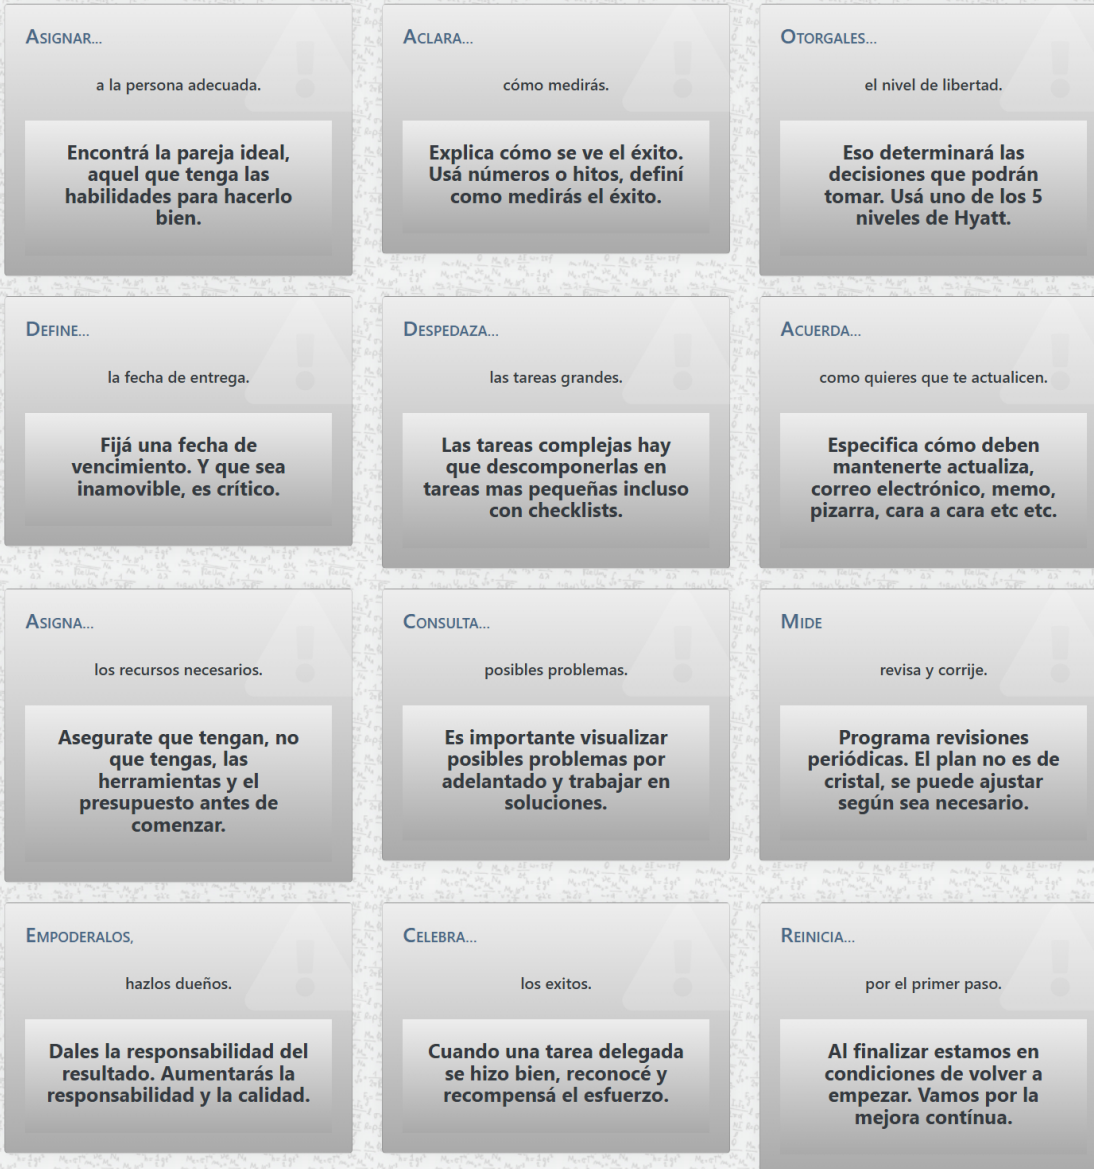 Asignar...
a la persona adecuada.
Encontrá la pareja ideal,
aquel que tenga las
habilidades para hacerlo
bien.
Aclara...
cómo medirás.
Explica cómo se ve el éxito.
Usá números o hitos, definí
como medirás el éxito.
Otorgales...
el nivel de libertad.
Eso determinará las
decisiones que podrán
tomar. Usá uno de los 5
niveles de Hyatt.
Define...
la fecha de entrega.
Fijá una fecha de
vencimiento. Y que sea
inamovible, es crítico.
Despedaza...
las tareas grandes.
Las tareas complejas hay
que descomponerlas en
tareas mas pequeñas incluso
con checklists.
Acuerda...
como quieres que te actualicen.
Especifica cómo deben
mantenerte actualiza,
correo electrónico, memo,
pizarra, cara a cara etc etc.
Asigna...
los recursos necesarios.
Asegurate que tengan, no
que tengas, las
herramientas y el
presupuesto antes de
comenzar.
Consulta...
posibles problemas.
Es importante visualizar
posibles problemas por
adelantado y trabajar en
soluciones.
Mide
revisa y corrije.
Programa revisiones
periódicas. El plan no es de
cristal, se puede ajustar
según sea necesario.
Empoderalos,
hazlos dueños.
Dales la responsabilidad del
resultado. Aumentarás la
responsabilidad y la calidad.
Celebra...
los exitos.
Cuando una tarea delegada
se hizo bien, reconocé y
recompensá el esfuerzo.
Reinicia...
por el primer paso.
Al finalizar estamos en
condiciones de volver a
empezar. Vamos por la
mejora contínua.